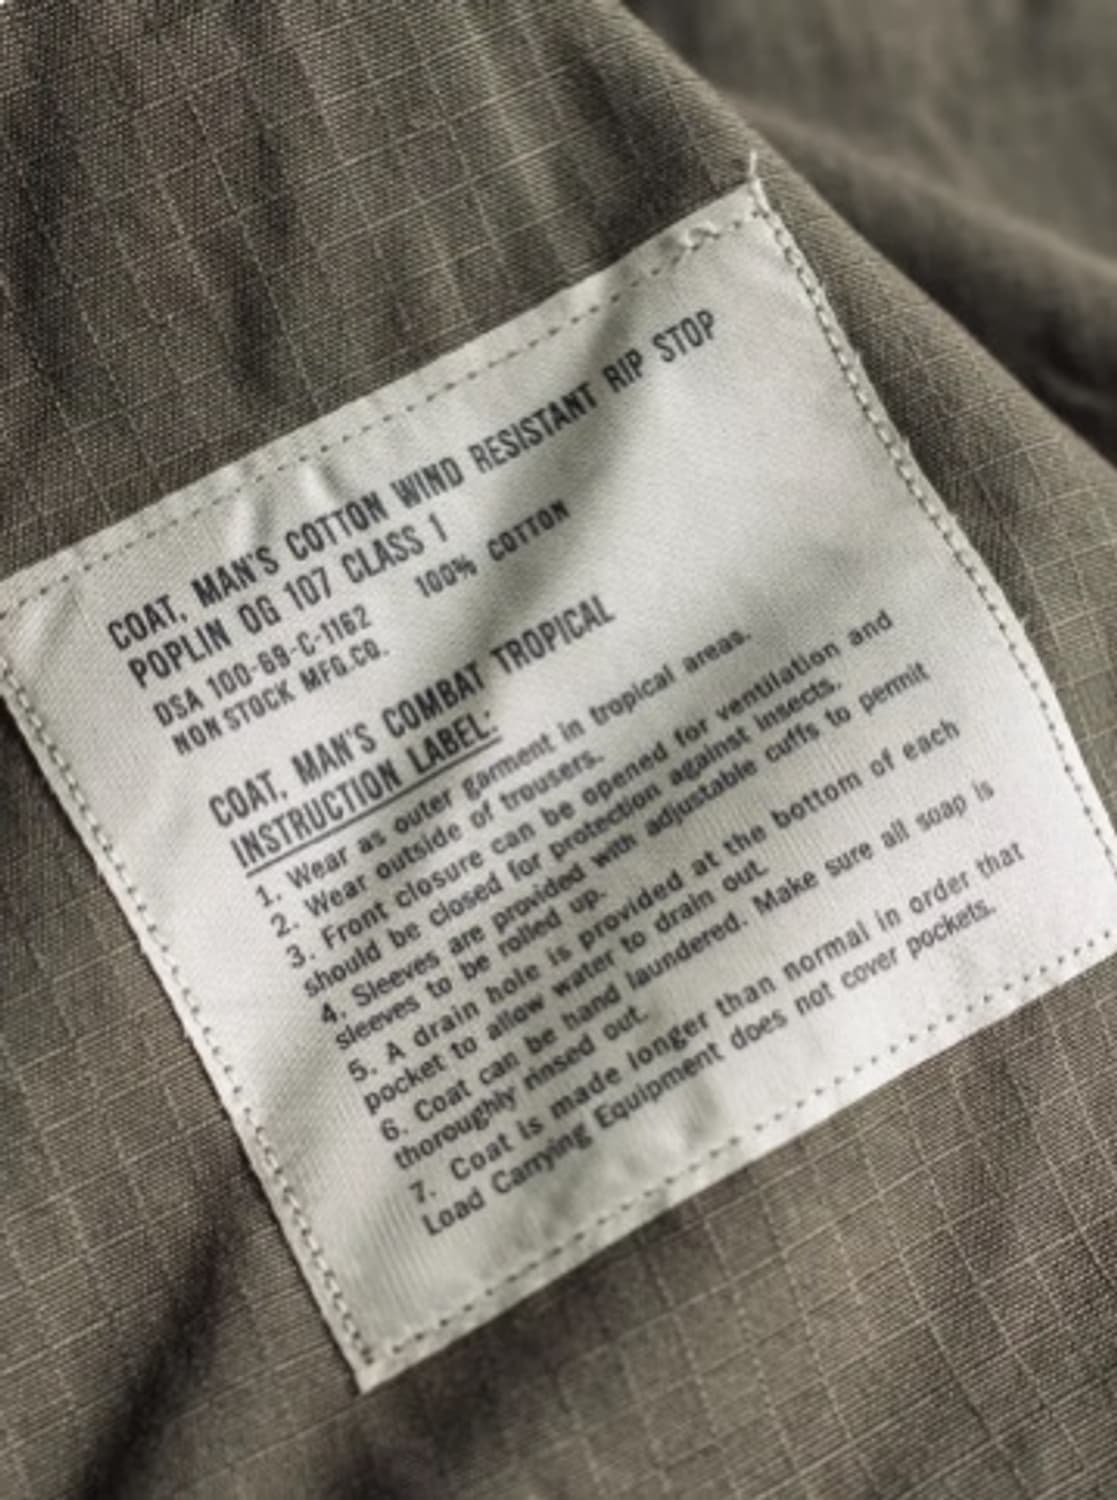 COAT, MAN'S COTTON WIND RESISTANT RIP STOP
POPLIN OG 107 CLASS 1
DSA 100-69-C-1162 100% COTTON
NON STOCK MFG.CO.
COAT, MAN'S COMBAT TROPICAL
INSTRUCTION LABEL:
1. Wear as outer garment in tropical areas.
2. Wear outside of trousers.
3. Front closure can be opened for ventilation and
should be closed for protection against insects.
4. Sleeves are provided with adjustable cuffs to permit
sleeves to be rolled up.
5. A drain hole is provided at the bottom of each
pocket to allow water to drain out.
6. Coat can be hand laundered. Make sure all soap is
thoroughly rinsed out.
7. Coat is made longer than normal in order that
Load Carrying Equipment does not cover pockets.